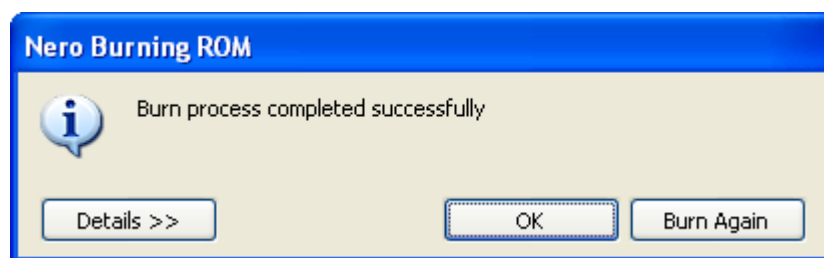 Nero Burning ROM
Burn process completed successfully
Details >>
OK
Burn Again